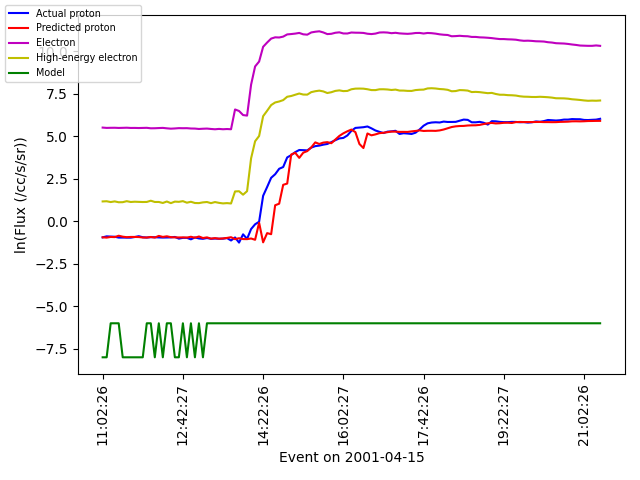 Actual proton
Predicted proton
Electron
High-energy electron
Model
10.0
7.5
5.0
2.5
0.0
−2.5
−5.0
−7.5
ln(Flux (/cc/s/sr))
11:02:26
12:42:27
14:22:26
16:02:27
17:42:26
19:22:27
21:02:26
Event on 2001-04-15